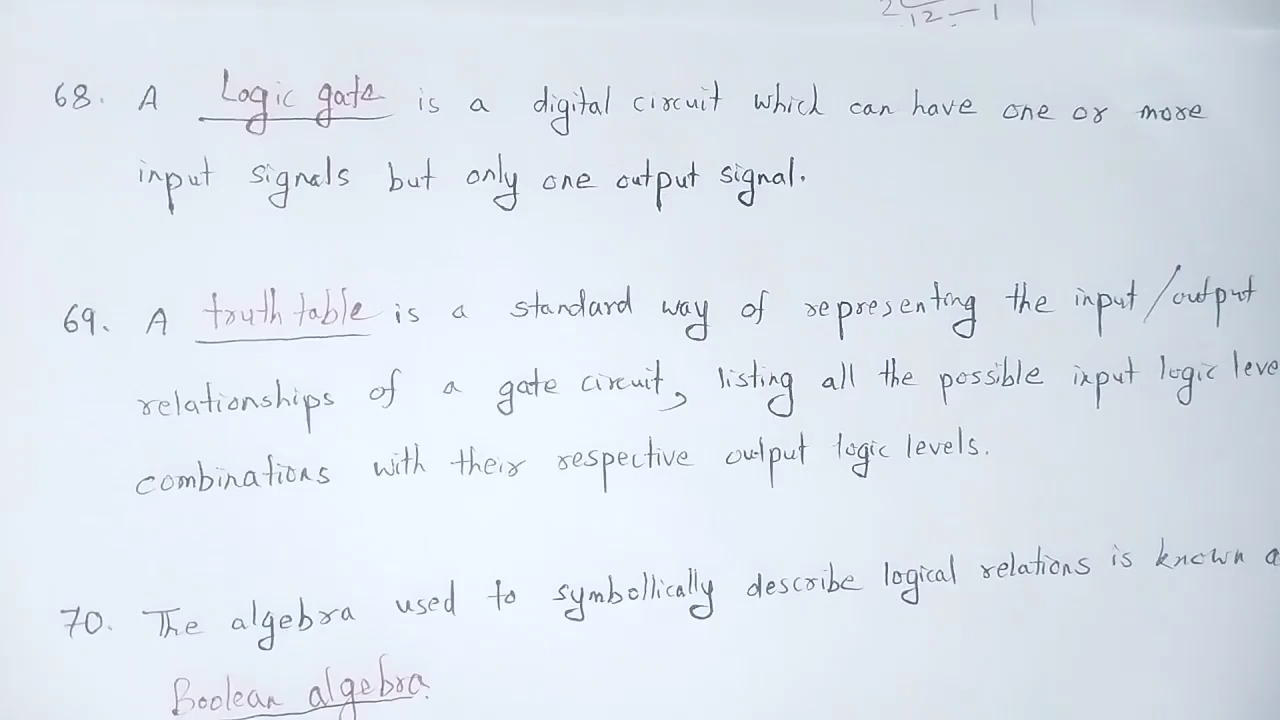 2 12 - 1
68. A Logic gate is a digital circuit which can have one or more
input signals but only one output signal.
69. A truth table is a standard way of representing the input/output
relationships of a gate circuit, listing all the possible input logic leve
combinations with their respective output logic levels.
70. The algebra used to symbollically describe logical relations is known a
Boolean algebra.